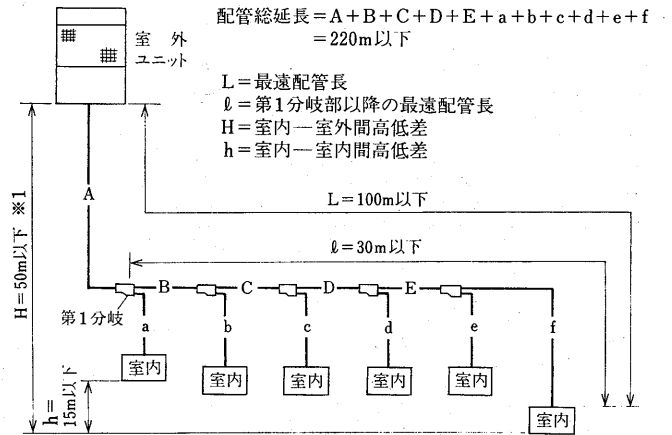 配管総延長＝A＋B＋C＋D＋E＋a＋b＋c＋d＋e＋f
＝220m以下
室外
ユニット
L＝最遠配管長
ℓ＝第1分岐部以降の最遠配管長
H＝室内―室外間高低差
h＝室内―室内間高低差
A
H＝50m以下 ※1
L＝100m以下
ℓ＝30m以下
B
C
D
E
第1分岐
a
b
c
d
e
f
室内
室内
室内
室内
室内
室内
h＝
15m以下